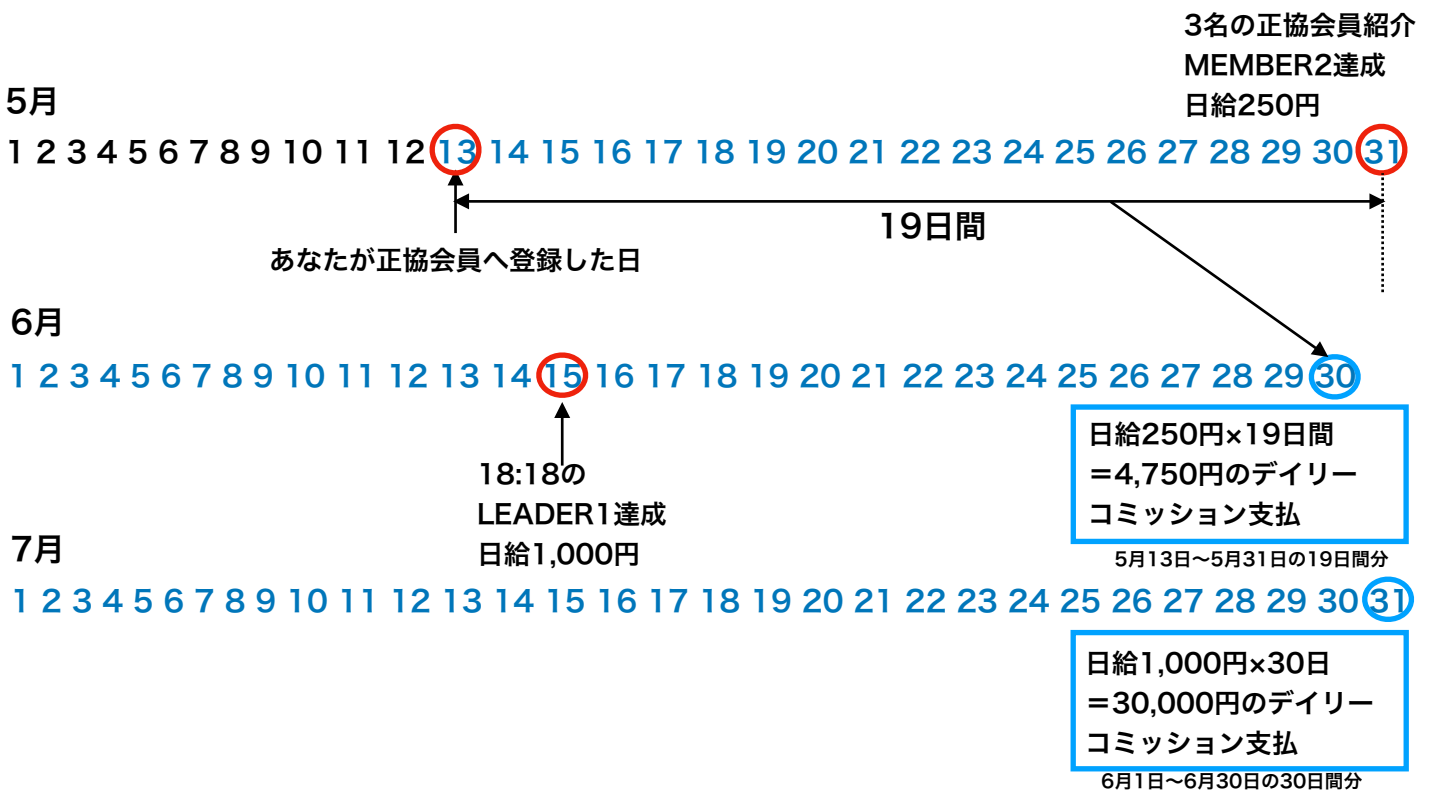 3名の正協会員紹介
MEMBER2達成
日給250円
5月
1 2 3 4 5 6 7 8 9 10 11 12 13 14 15 16 17 18 19 20 21 22 23 24 25 26 27 28 29 30 31
19日間
あなたが正協会員へ登録した日
6月
1 2 3 4 5 6 7 8 9 10 11 12 13 14 15 16 17 18 19 20 21 22 23 24 25 26 27 28 29 30
18:18の
LEADER1達成
日給1,000円
日給250円×19日間
=4,750円のデイリー
コミッション支払
5月13日〜5月31日の19日間分
7月
1 2 3 4 5 6 7 8 9 10 11 12 13 14 15 16 17 18 19 20 21 22 23 24 25 26 27 28 29 30 31
日給1,000円×30日
=30,000円のデイリー
コミッション支払
6月1日〜6月30日の30日間分